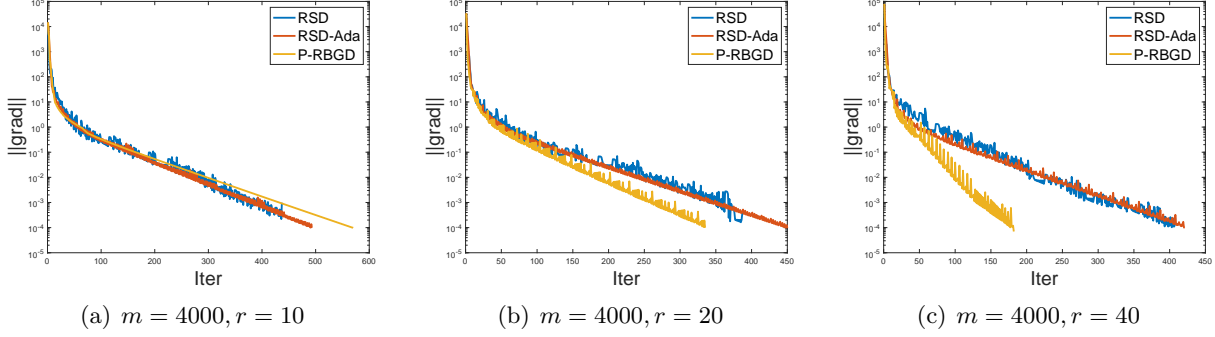 10^5
10^4
10^3
10^2
10^1
10^0
10^-1
10^-2
10^-3
10^-4
10^-5
||grad||
0 100 200 300 400 500 600
Iter
RSD
RSD-Ada
P-RBGD
(a) m = 4000, r = 10
10^5
10^4
10^3
10^2
10^1
10^0
10^-1
10^-2
10^-3
10^-4
10^-5
||grad||
0 50 100 150 200 250 300 350 400 450
Iter
RSD
RSD-Ada
P-RBGD
(b) m = 4000, r = 20
10^5
10^4
10^3
10^2
10^1
10^0
10^-1
10^-2
10^-3
10^-4
10^-5
||grad||
0 50 100 150 200 250 300 350 400 450
Iter
RSD
RSD-Ada
P-RBGD
(c) m = 4000, r = 40